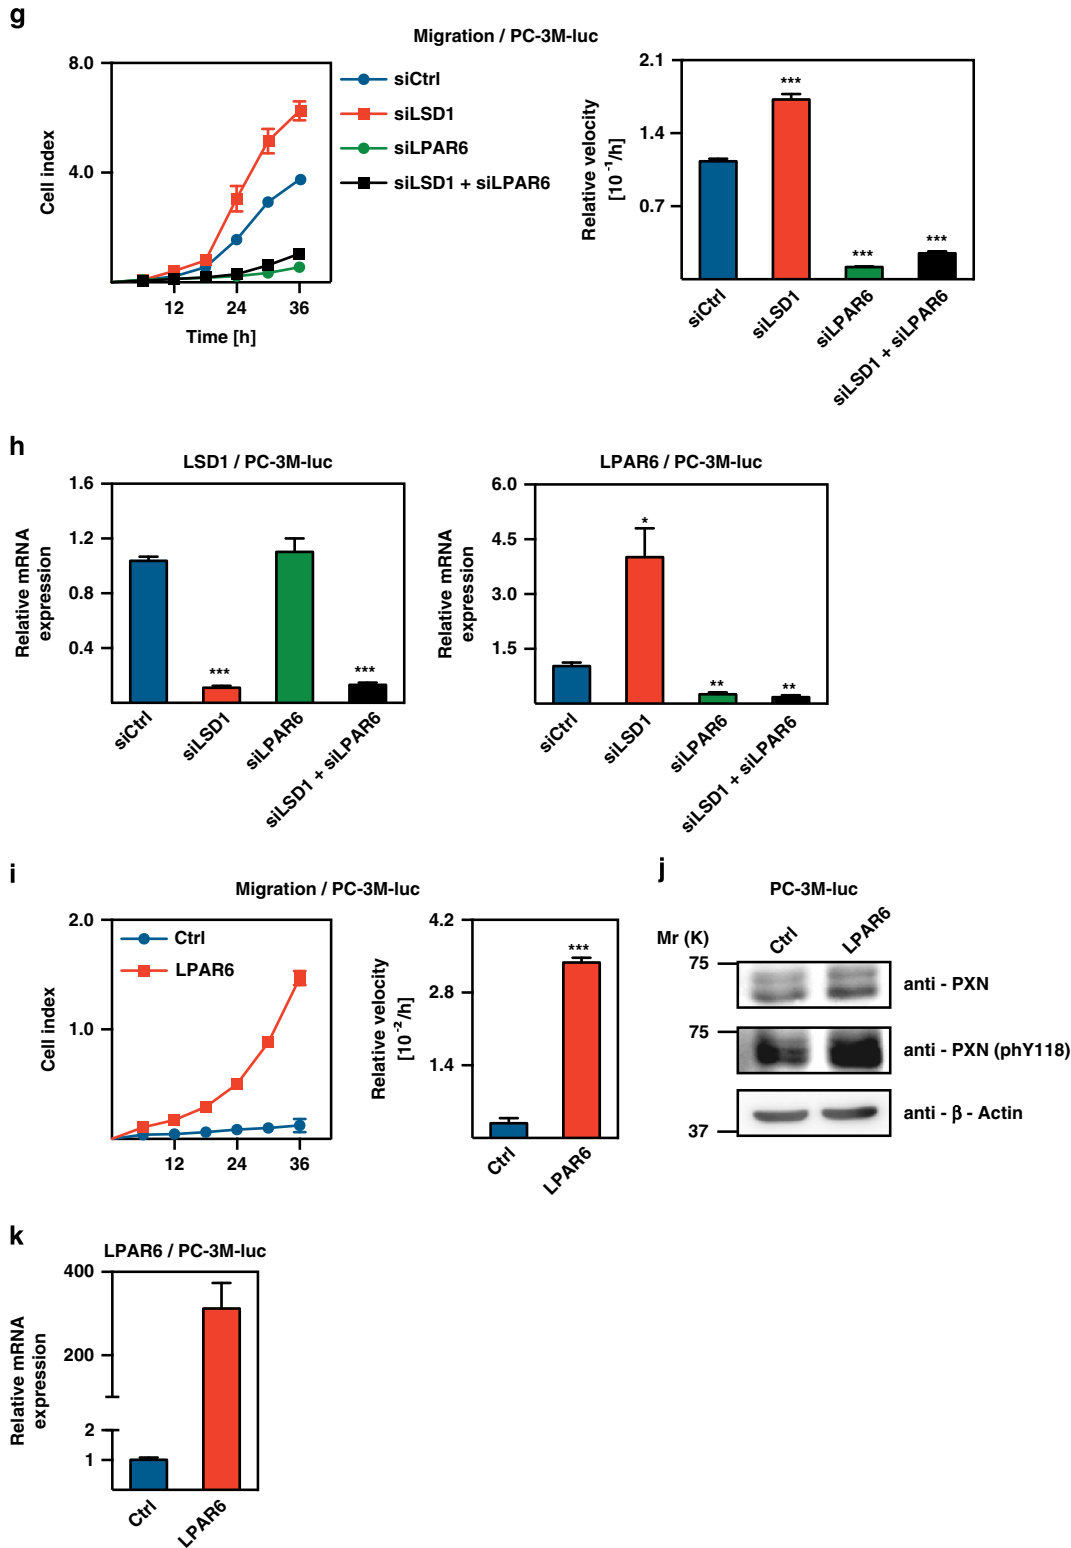 g
Migration / PC-3M-luc
8.0
4.0
Cell index
12 24 36
Time [h]
siCtrl
siLSD1
siLPAR6
siLSD1 + siLPAR6
2.1
1.4
0.7
Relative velocity
[10⁻¹/h]
***
***
***
siCtrl
siLSD1
siLPAR6
siLSD1 + siLPAR6
h
LSD1 / PC-3M-luc
1.6
1.2
0.8
0.4
Relative mRNA
expression
***
***
siCtrl
siLSD1
siLPAR6
siLSD1 + siLPAR6
LPAR6 / PC-3M-luc
6.0
4.5
3.0
1.5
Relative mRNA
expression
*
**
**
siCtrl
siLSD1
siLPAR6
siLSD1 + siLPAR6
i
Migration / PC-3M-luc
2.0
1.0
Cell index
Ctrl
LPAR6
12 24 36
4.2
2.8
1.4
Relative velocity
[10⁻²/h]
***
Ctrl
LPAR6
j
PC-3M-luc
Mr (K)
Ctrl
LPAR6
75
anti - PXN
75
anti - PXN (phY118)
anti - β - Actin
37
k
LPAR6 / PC-3M-luc
400
200
2
1
Relative mRNA
expression
Ctrl
LPAR6